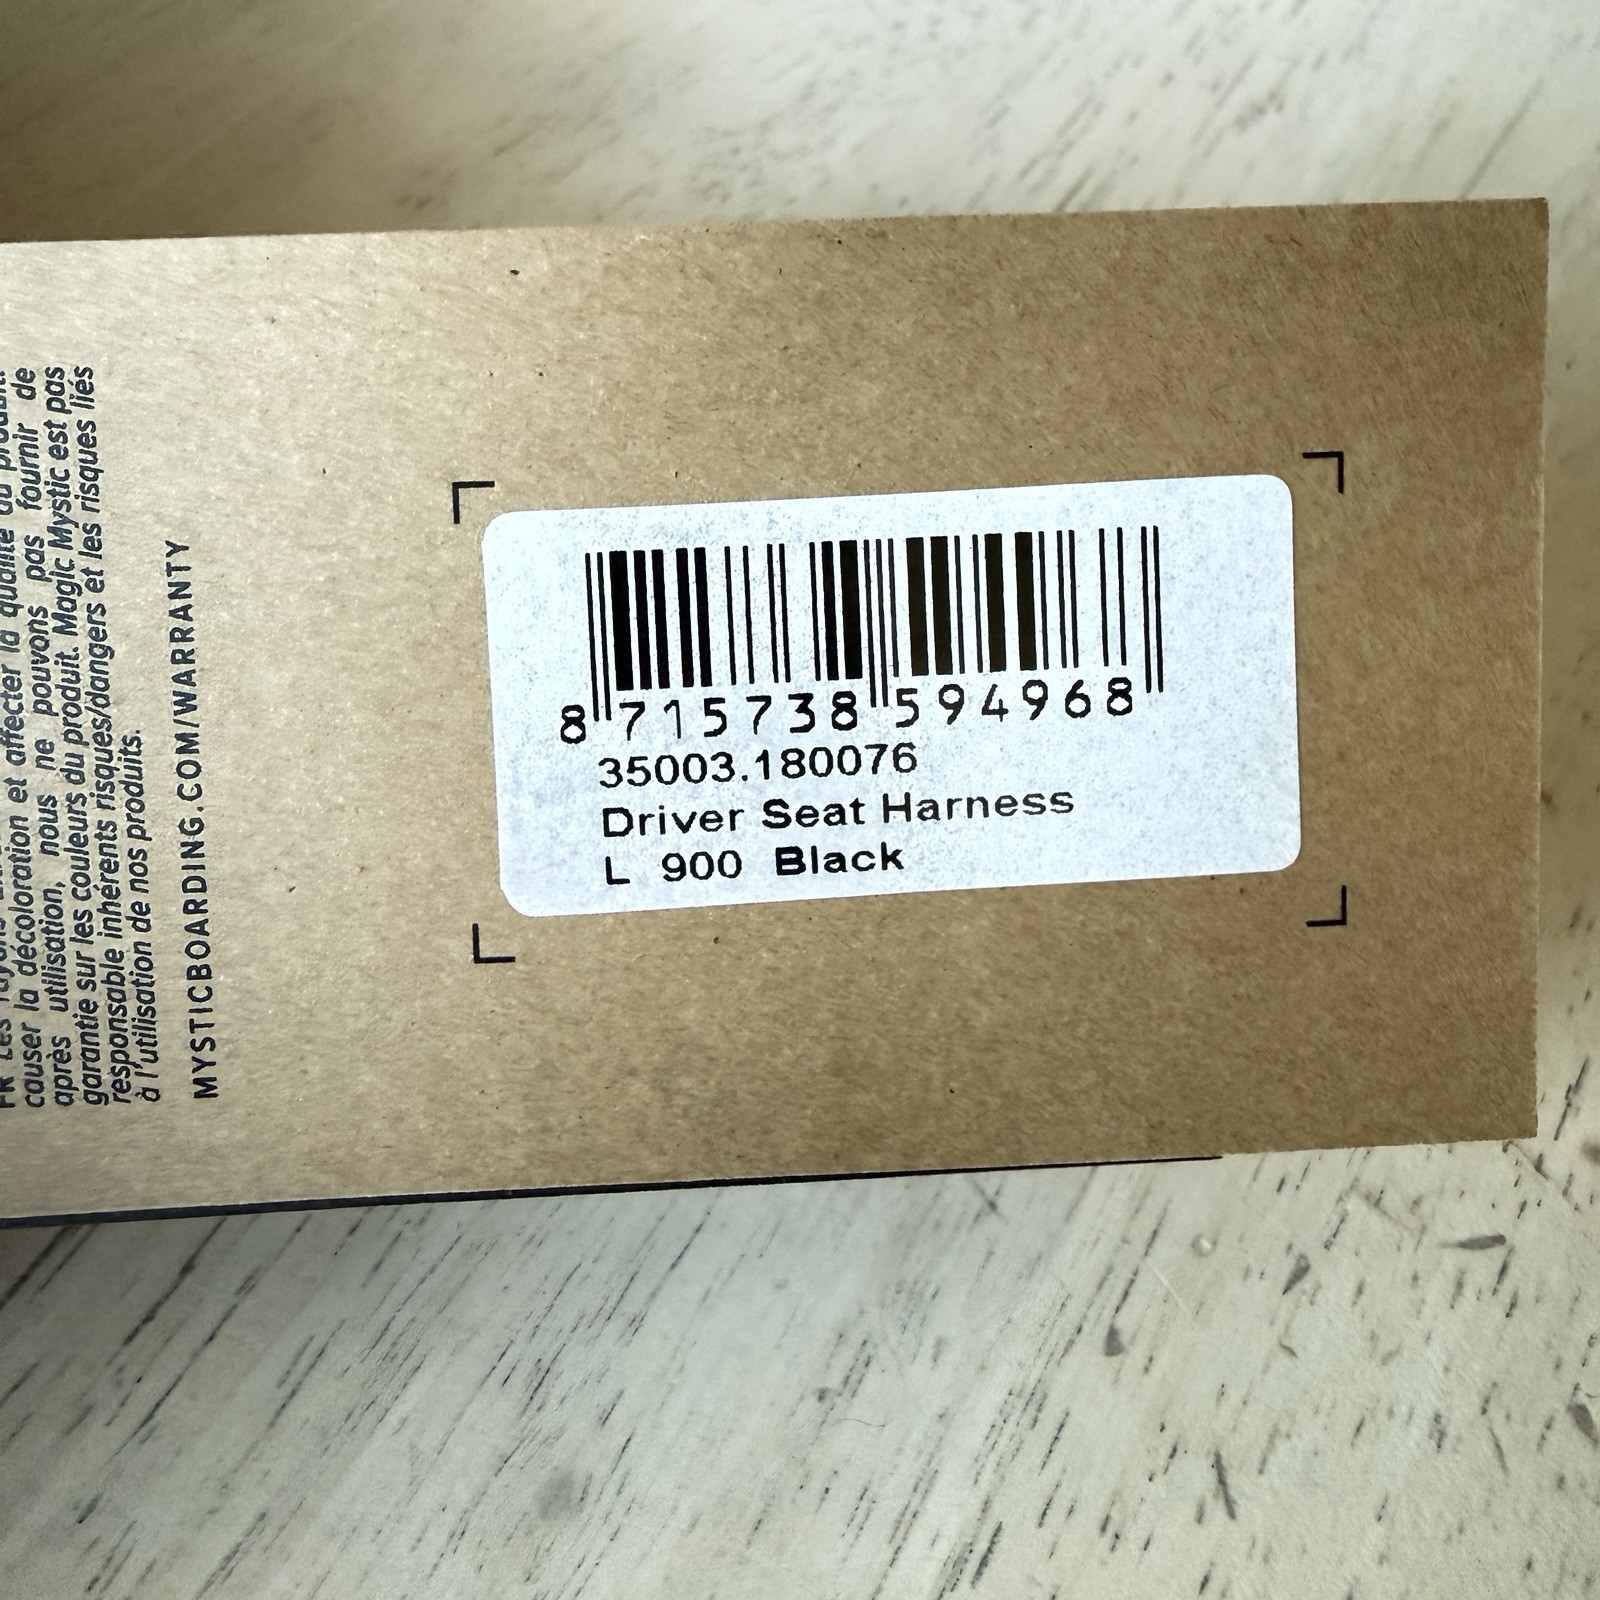 causer la décoloration et affecter la qualité du produit.
après utilisation, nous ne pouvons pas fournir de
garantie sur les couleurs du produit. Magic Mystic est pas
responsable inhérents risques/dangers et les risques liés
à l'utilisation de nos produits.
MYSTICBOARDING.COM/WARRANTY
8 715738 594968
35003.180076
Driver Seat Harness
L 900 Black